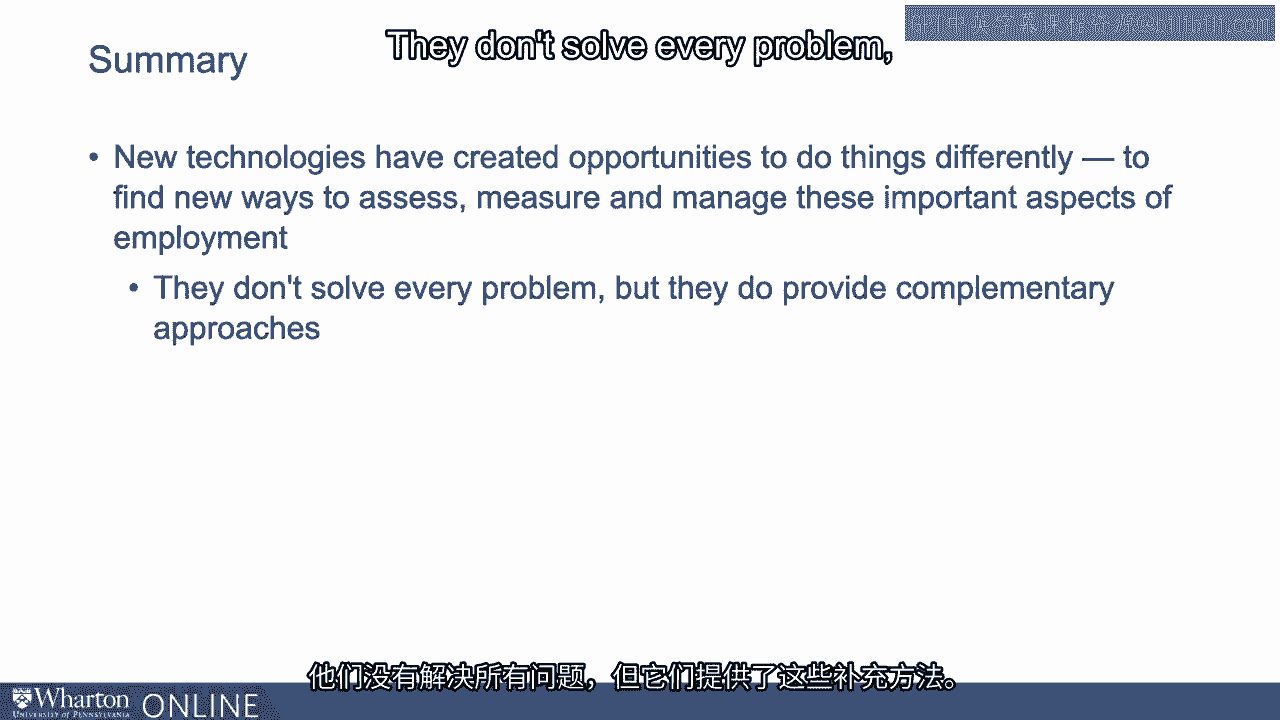 They don't solve every problem,
Summary
• New technologies have created opportunities to do things differently — to
find new ways to assess, measure and manage these important aspects of
employment
• They don't solve every problem, but they do provide complementary
approaches
他们没有解决所有问题，但它们提供了这些补充方法。
Wharton
UNIVERSITY of PENNSYLVANIA
ONLINE